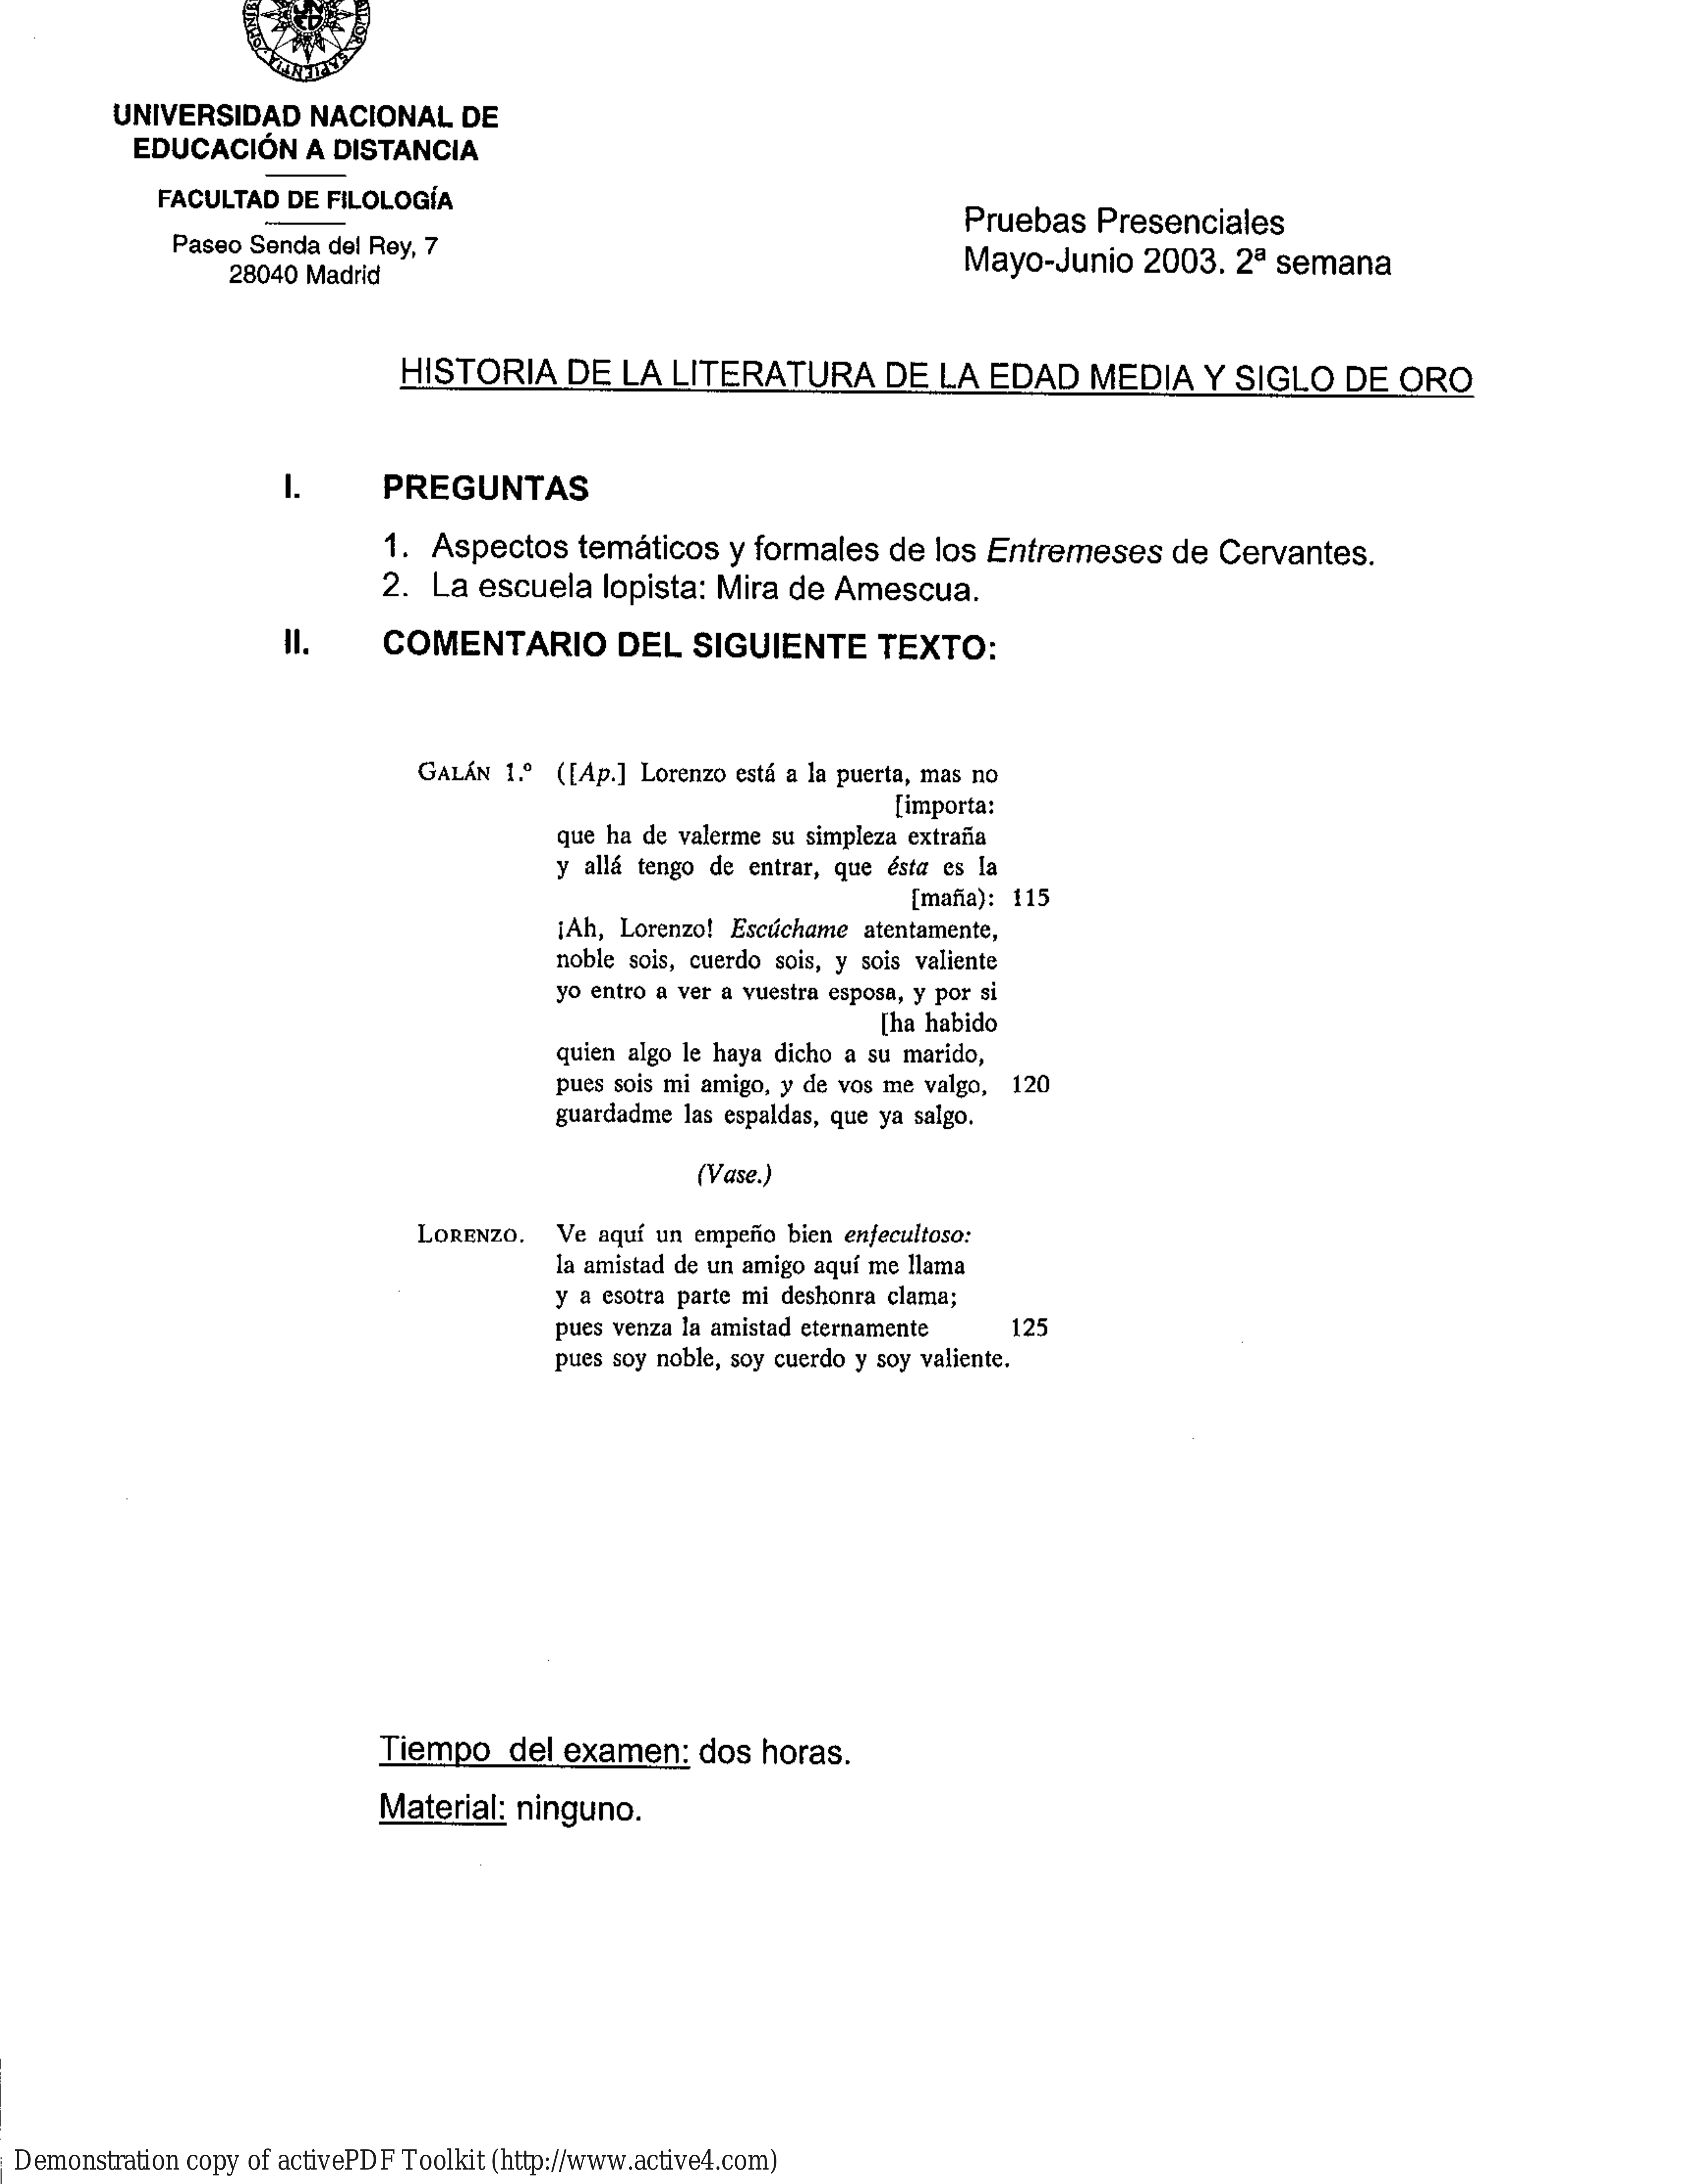 OMNIBUS
MOBILIOR SAPIENTIA
UNED
UNIVERSIDAD NACIONAL DE
EDUCACIÓN A DISTANCIA
FACULTAD DE FILOLOGÍA
Paseo Senda del Rey, 7
28040 Madrid
Pruebas Presenciales
Mayo-Junio 2003. 2ª semana
HISTORIA DE LA LITERATURA DE LA EDAD MEDIA Y SIGLO DE ORO
I. PREGUNTAS
1. Aspectos temáticos y formales de los Entremeses de Cervantes.
2. La escuela lopista: Mira de Amescua.
II. COMENTARIO DEL SIGUIENTE TEXTO:
GALÁN 1.º ([Ap.] Lorenzo está a la puerta, mas no
[importa:
que ha de valerme su simpleza extraña
y allá tengo de entrar, que ésta es la
[maña): 115
¡Ah, Lorenzo! Escúchame atentamente,
noble sois, cuerdo sois, y sois valiente
yo entro a ver a vuestra esposa, y por si
[ha habido
quien algo le haya dicho a su marido,
pues sois mi amigo, y de vos me valgo, 120
guardadme las espaldas, que ya salgo.
(Vase.)
LORENZO. Ve aquí un empeño bien enfecultoso:
la amistad de un amigo aquí me llama
y a esotra parte mi deshonra clama;
pues venza la amistad eternamente 125
pues soy noble, soy cuerdo y soy valiente.
Tiempo del examen: dos horas.
Material: ninguno.
Demonstration copy of activePDF Toolkit (http://www.active4.com)